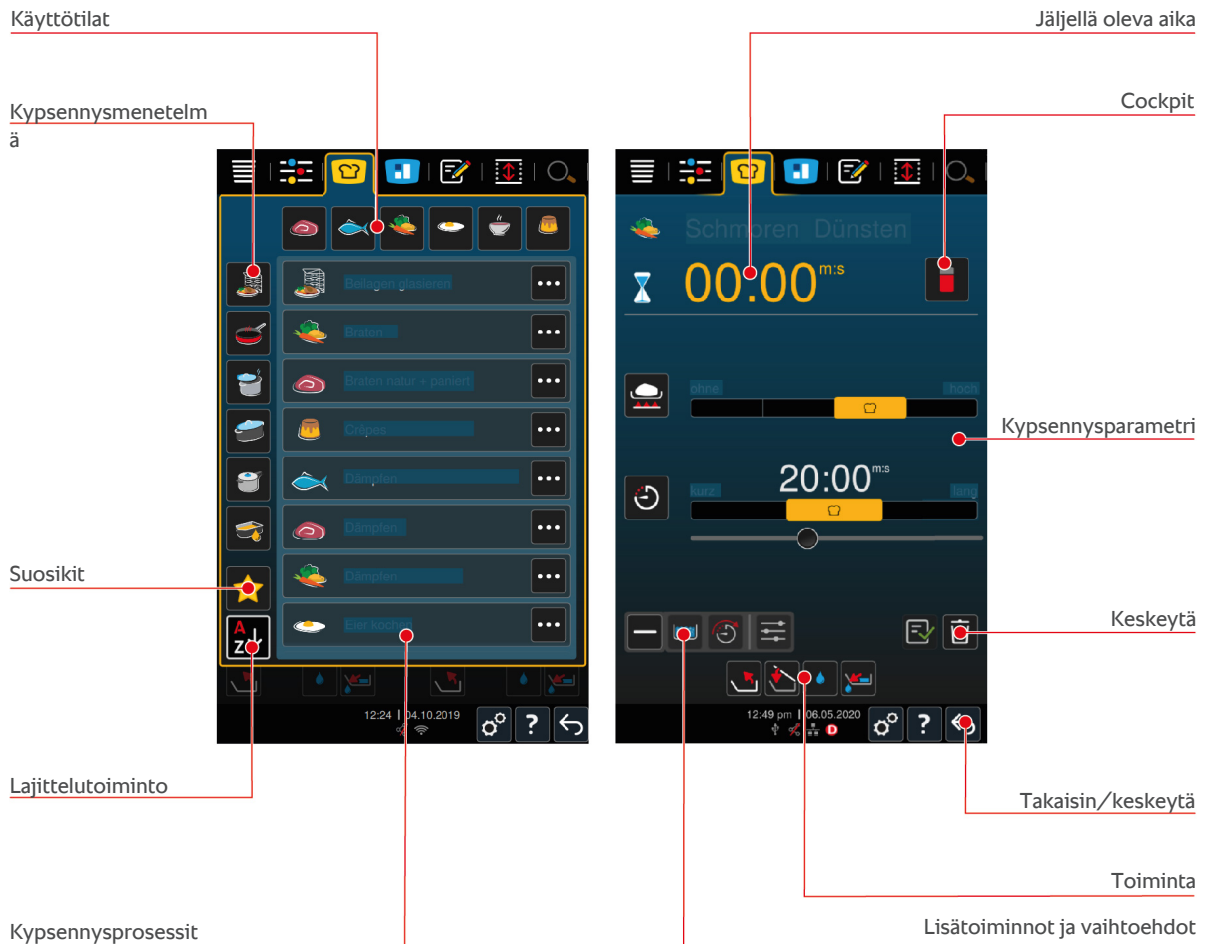 Käyttötilat
Jäljellä oleva aika
Cockpit
Kypsennysmenetelm
ä
Schmoren Dünsten
00:00 m:s
Beilagen glasieren
Braten
Braten natur + paniert
ohne
hoch
Crêpes
Kypsennysparametri
Dämpfen
20:00 m:s
kurz
lang
Dämpfen
Suosikit
Dämpfen
Eier kochen
Keskeytä
A
Z
12:24 | 04.10.2019
?
12:49 pm | 06.05.2020
D
?
Lajittelutoiminto
Takaisin/keskeytä
Toiminta
Kypsennysprosessit
Lisätoiminnot ja vaihtoehdot